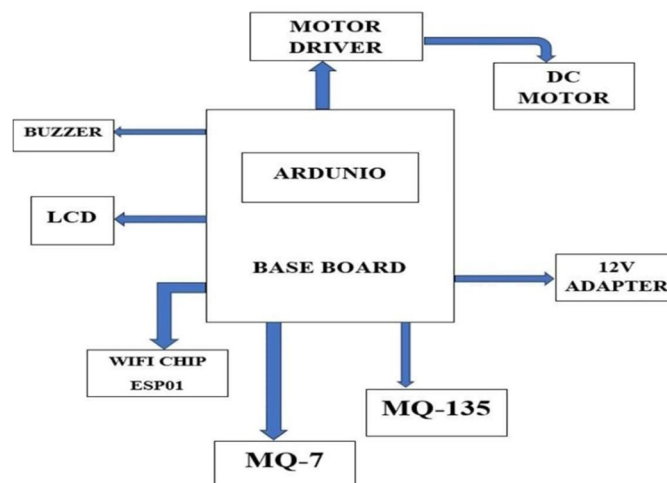 MOTOR
DRIVER
DC
MOTOR
BUZZER
ARDUNIO
LCD
BASE BOARD
12V
ADAPTER
WIFI CHIP
ESP01
MQ-135
MQ-7